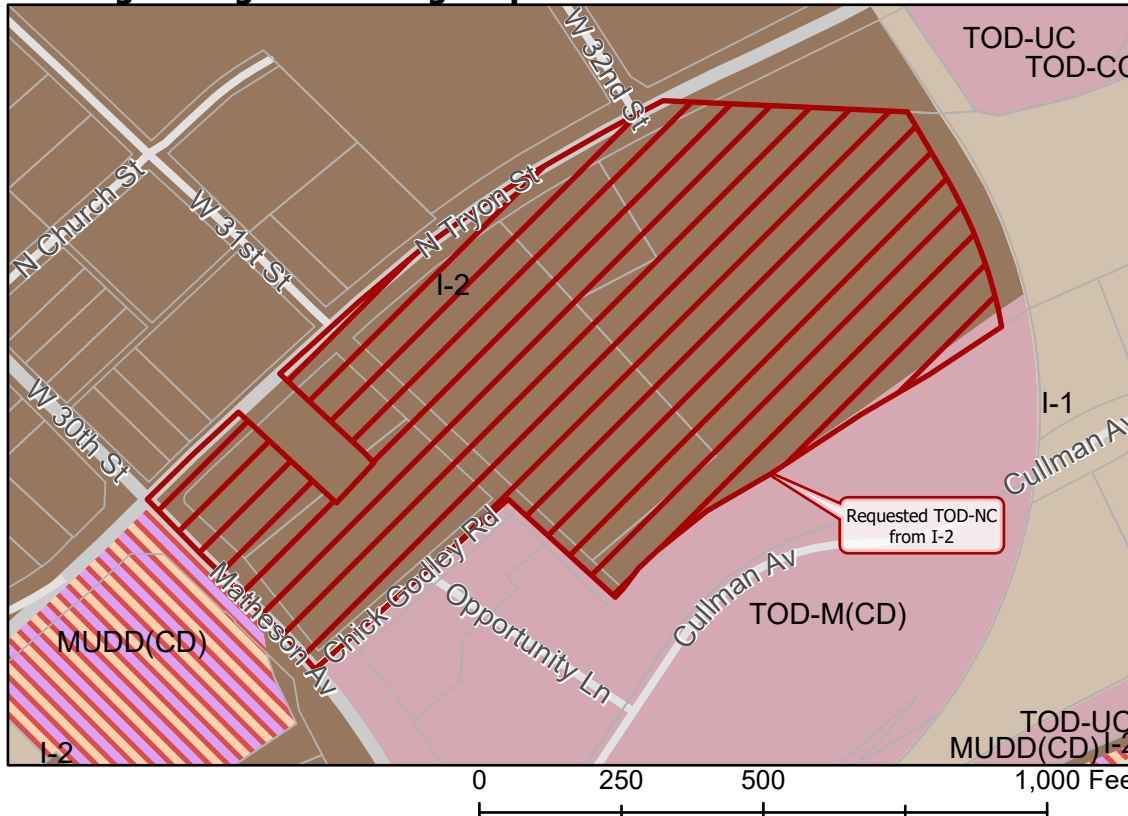 TOD-UC
TOD-CC
W 32nd St
N Church St
W 31st St
N Tryon St
I-2
W 30th St
I-1
Cullman Av
Requested TOD-NC
from I-2
Chick Godley Rd
Matheson Av
Opportunity Ln
Cullman Av
TOD-M(CD)
MUDD(CD)
TOD-UC
MUDD(CD)
I-2
I-2
0 250 500 1,000 Fee